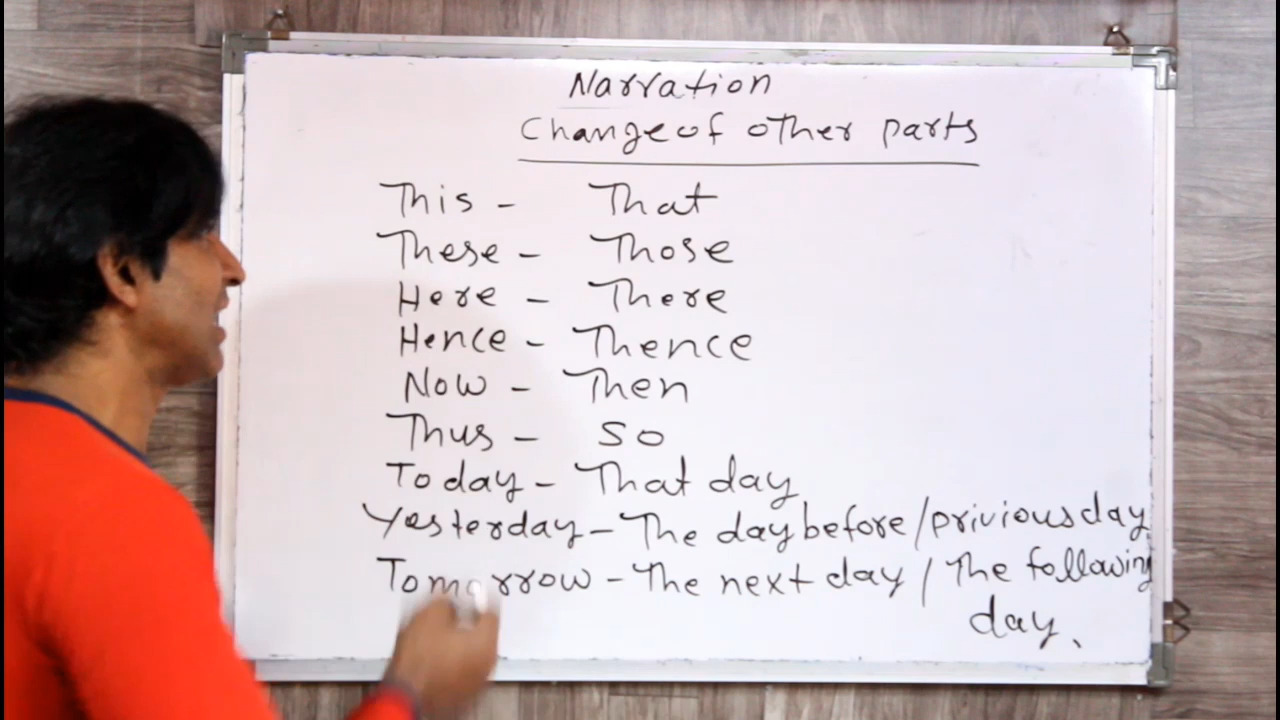 Narration
Change of other parts
This - That
These - Those
Here - There
Hence - Thence
Now - Then
Thus - So
Today - That day
Yesterday - The day before / privious day
Tomorrow - The next day / The following
day.